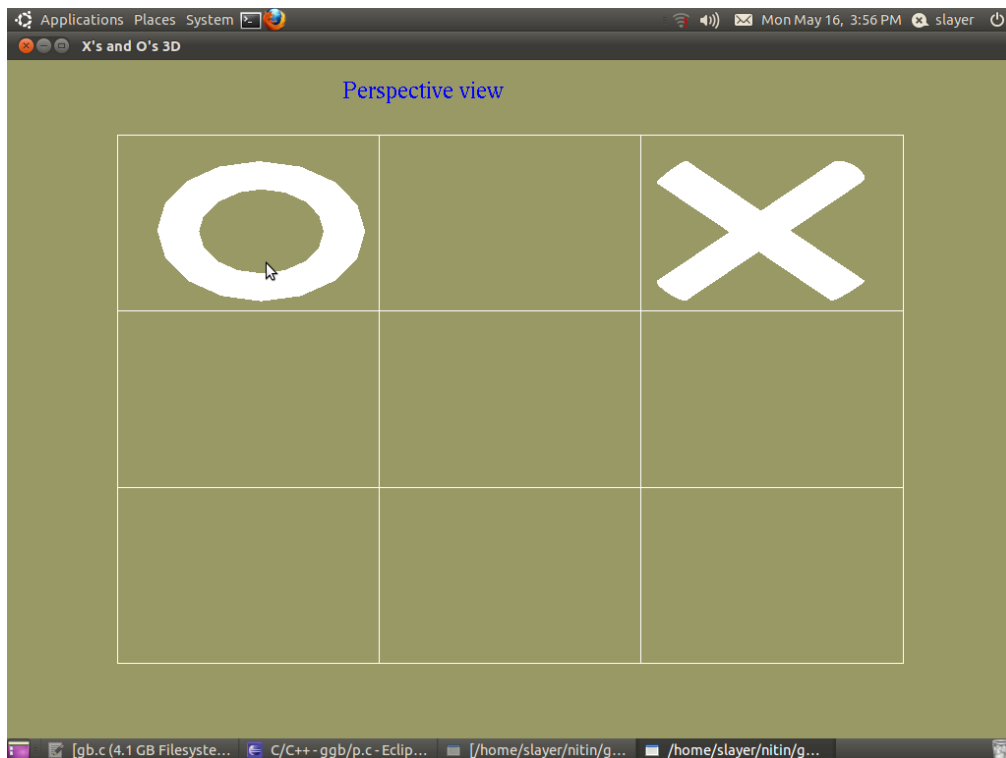 Applications Places System Mon May 16, 3:56 PM slayer
X's and O's 3D
Perspective view
O X
[gb.c (4.1 GB Filesyste... C/C++ - ggb/p.c - Eclip... [/home/slayer/nitin/g... /home/slayer/nitin/g...